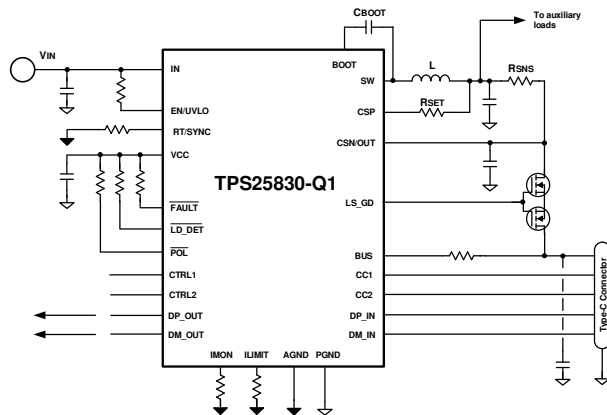 CBOOT
To auxiliary
loads
VIN
BOOT
L
RSNS
IN
SW
EN/UVLO
CSP
RSET
RT/SYNC
CSN/OUT
VCC
TPS25830-Q1
FAULT
LS_GD
LD_DET
POL
BUS
CTRL1
CC1
CTRL2
CC2
DP_OUT
DP_IN
DM_OUT
DM_IN
Type-C Connector
IMON
ILIMIT
AGND
PGND